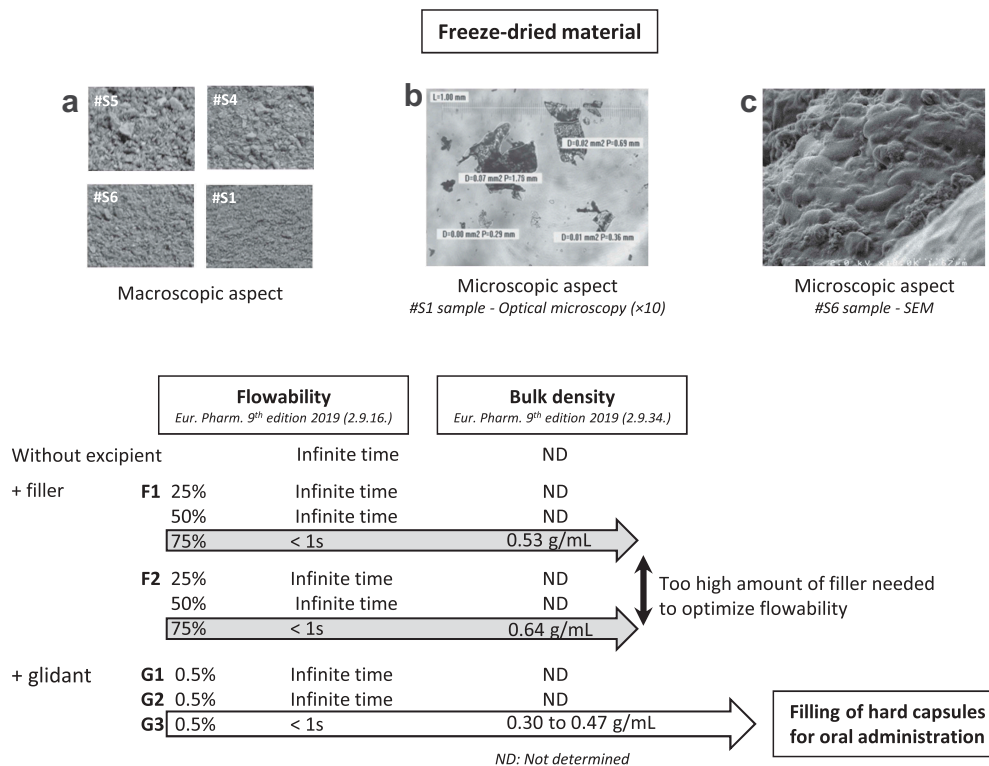 Freeze-dried material
a
#S5
#S4
#S6
#S1
Macroscopic aspect
b
L=1.00 mm
D=0.02 mm2 P=0.69 mm
D=0.07 mm2 P=1.75 mm
D=0.00 mm2 P=0.29 mm
D=0.01 mm2 P=0.36 mm
Microscopic aspect
#S1 sample - Optical microscopy (×10)
c
Microscopic aspect
#S6 sample - SEM
Flowability
Eur. Pharm. 9th edition 2019 (2.9.16.)
Bulk density
Eur. Pharm. 9th edition 2019 (2.9.34.)
Without excipient Infinite time ND
+ filler F1 25% Infinite time ND
50% Infinite time ND
75% < 1s 0.53 g/mL
F2 25% Infinite time ND
50% Infinite time ND
75% < 1s 0.64 g/mL
Too high amount of filler needed
to optimize flowability
+ glidant G1 0.5% Infinite time ND
G2 0.5% Infinite time ND
G3 0.5% < 1s 0.30 to 0.47 g/mL
Filling of hard capsules
for oral administration
ND: Not determined